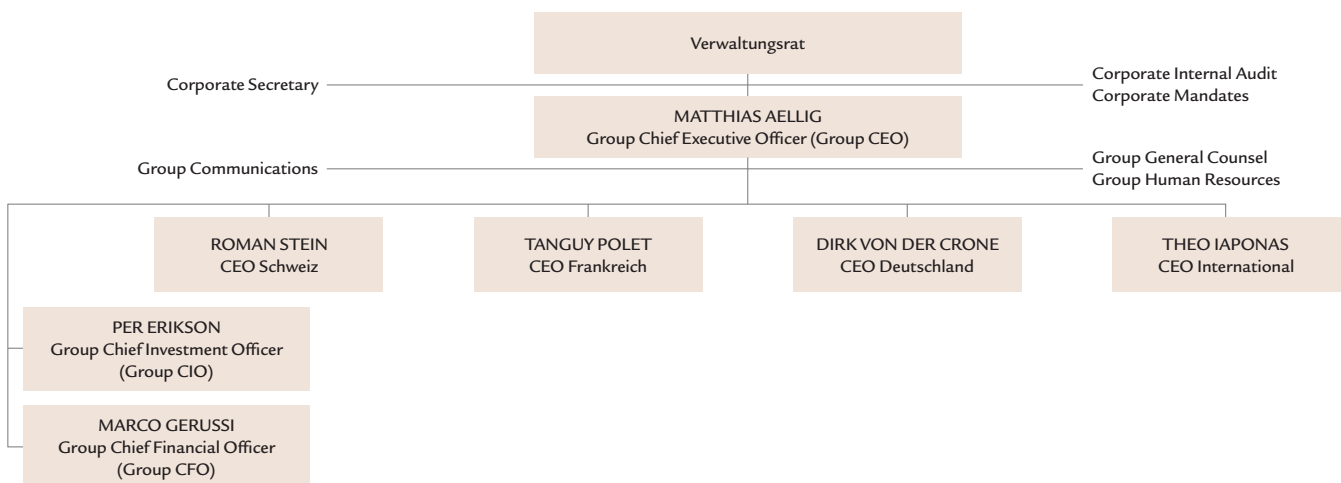 Verwaltungsrat
Corporate Secretary
Corporate Internal Audit
Corporate Mandates
MATTHIAS AELLIG
Group Chief Executive Officer (Group CEO)
Group Communications
Group General Counsel
Group Human Resources
ROMAN STEIN
CEO Schweiz
TANGUY POLET
CEO Frankreich
DIRK VON DER CRONE
CEO Deutschland
THEO IAPONAS
CEO International
PER ERIKSON
Group Chief Investment Officer
(Group CIO)
MARCO GERUSSI
Group Chief Financial Officer
(Group CFO)